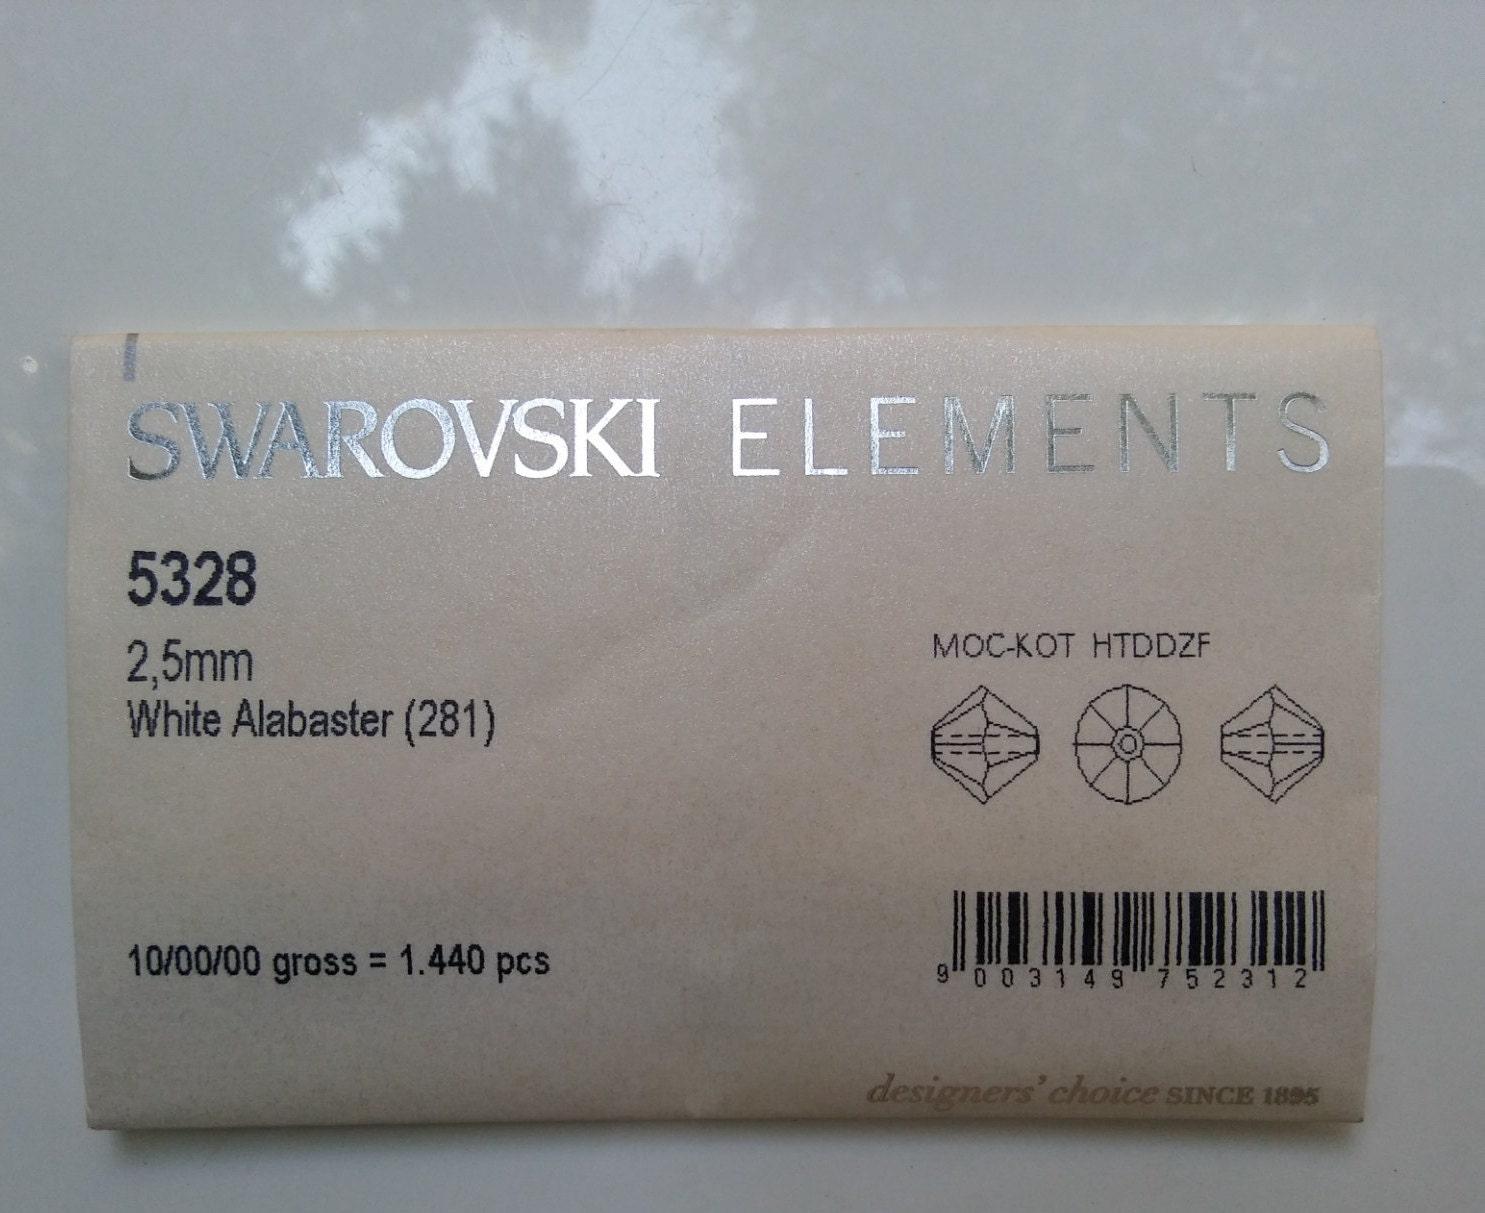 SWAROVSKI ELEMENTS
5328
2,5mm
White Alabaster (281)
MOC-KOT HTDDZF
10/00/00 gross = 1.440 pcs
9 003149 752312
designers' choice SINCE 1895